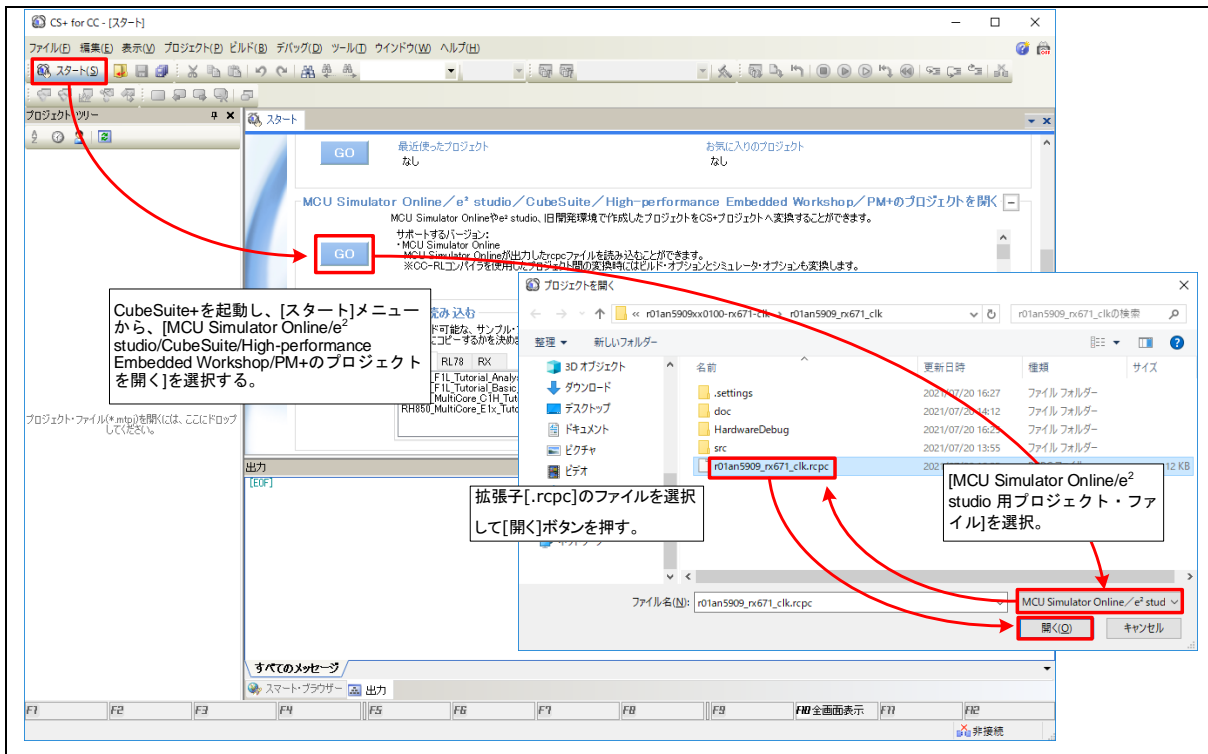 CS+ for CC - [スタート]
ファイル(F) 編集(E) 表示(V) プロジェクト(P) ビルド(B) デバッグ(D) ツール(T) ウインドウ(W) ヘルプ(H)
スタート(S)
プロジェクト・ツリー
スタート
GO
最近使ったプロジェクト
なし
お気に入りのプロジェクト
なし
MCU Simulator Online/e² studio/CubeSuite/High-performance Embedded Workshop/PM+のプロジェクトを開く
MCU Simulator Onlineやe² studio、旧開発環境で作成したプロジェクトをCS+プロジェクトへ変換することができます。
GO
サポートするバージョン:
・MCU Simulator Online
MCU Simulator Onlineが出力したrcpcファイルを読み込むことができます。
※CC-RLコンパイラを使用したプロジェクト間の変換時にはビルド・オプションとシミュレータ・オプションも変換します。
CubeSuite+を起動し、[スタート]メニュー
から、[MCU Simulator Online/e²
studio/CubeSuite/High-performance
Embedded Workshop/PM+のプロジェクト
を開く]を選択する。
読み込む
RL78 RX
F1L_Tutorial_Basic
MultiCore_C1H_Tut
RH850_MultiCore_E1x_Tuto
プロジェクト・ファイル(*.mtpj)を開くには、ここにドロップ
してください。
出力
[EOF]
プロジェクトを開く
« r01an5909xx0100-rx671-clk › r01an5909_rx671_clk
r01an5909_rx671_clkの検索
整理 新しいフォルダー
3D オブジェクト
ダウンロード
デスクトップ
ドキュメント
ピクチャ
ビデオ
名前 更新日時 種類 サイズ
.settings 2021/07/20 16:27 ファイル フォルダー
doc 2021/07/20 14:12 ファイル フォルダー
HardwareDebug 2021/07/20 16:25 ファイル フォルダー
src 2021/07/20 13:55 ファイル フォルダー
r01an5909_rx671_clk.rcpc 12 KB
拡張子[.rcpc]のファイルを選択
して[開く]ボタンを押す。
[MCU Simulator Online/e²
studio 用プロジェクト・ファ
イル]を選択。
ファイル名(N): r01an5909_rx671_clk.rcpc
MCU Simulator Online/e² stud
開く(O) キャンセル
すべてのメッセージ
スマート・ブラウザー 出力
F1 F2 F3 F4 F5 F6 F7 F8 F9 F10 全画面表示 F11 F12
非接続